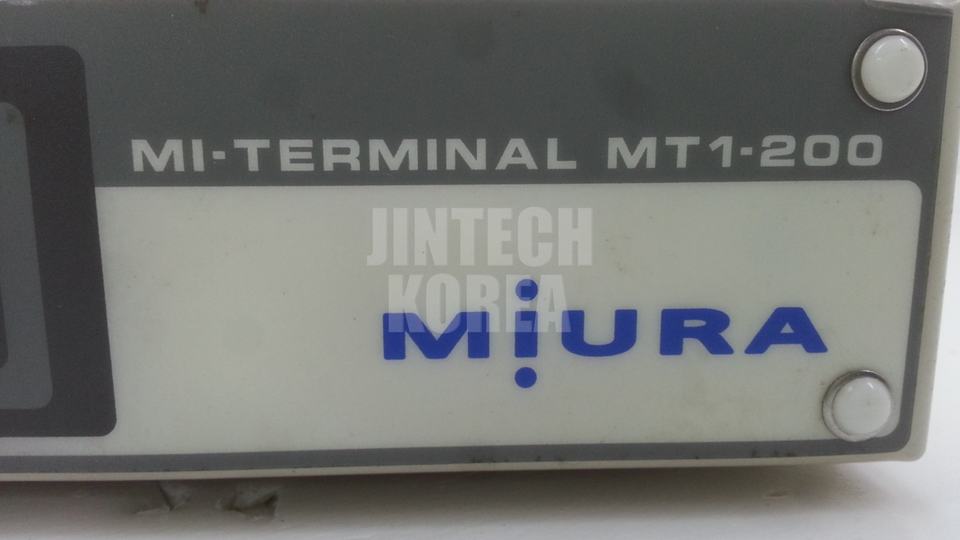 MI-TERMINAL MT1-200
JINTECH
KOREA
MiURA